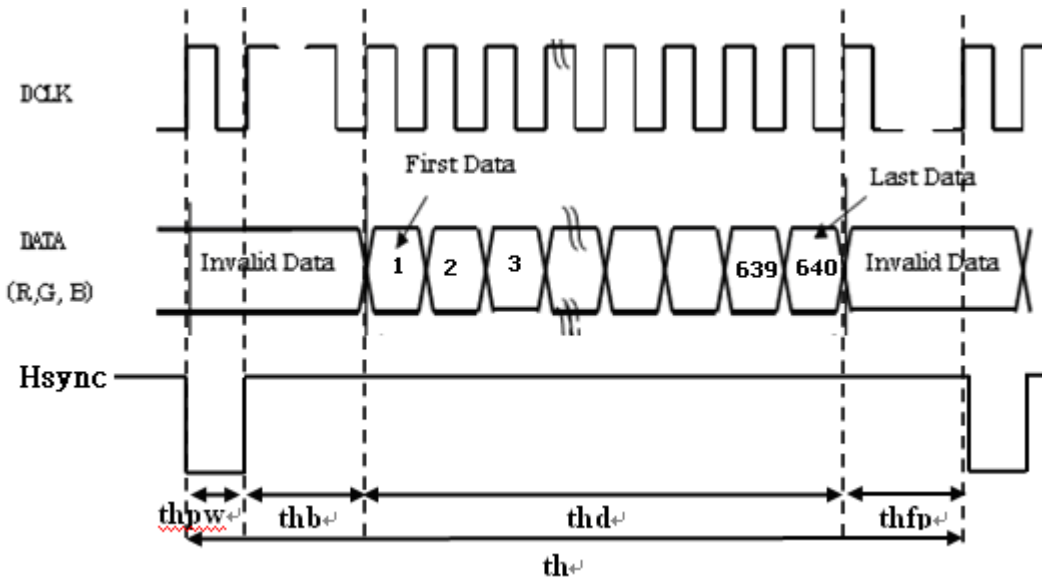 DCLK
First Data
Last Data
DATA
(R,G, B)
Invalid Data
1
2
3
639
640
Invalid Data
Hsync
thpw
thb
thd
thfp
th